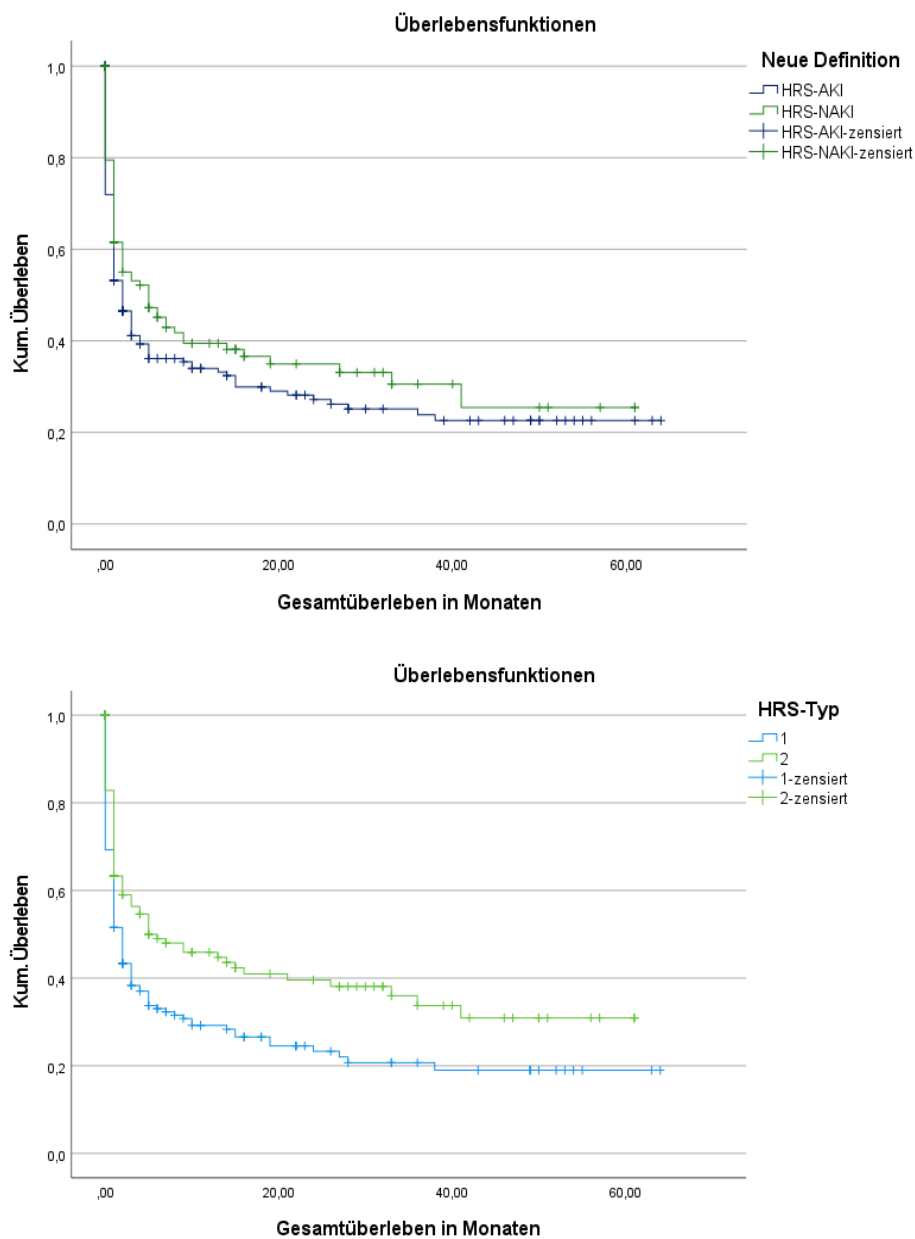 Überlebensfunktionen
Neue Definition
HRS-AKI
HRS-NAKI
HRS-AKI-zensiert
HRS-NAKI-zensiert
1,0
0,8
0,6
0,4
0,2
0,0
Kum. Überleben
,00 20,00 40,00 60,00
Gesamtüberleben in Monaten
Überlebensfunktionen
HRS-Typ
1
2
1-zensiert
2-zensiert
1,0
0,8
0,6
0,4
0,2
0,0
Kum. Überleben
,00 20,00 40,00 60,00
Gesamtüberleben in Monaten